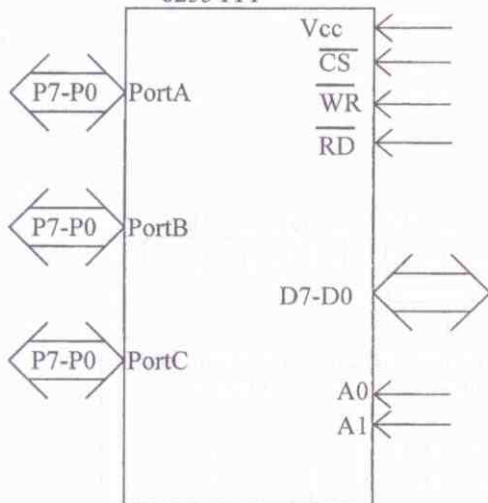 Vcc
CS
P7-P0 PortA
WR
RD
P7-P0 PortB
D7-D0
P7-P0 PortC
A0
A1